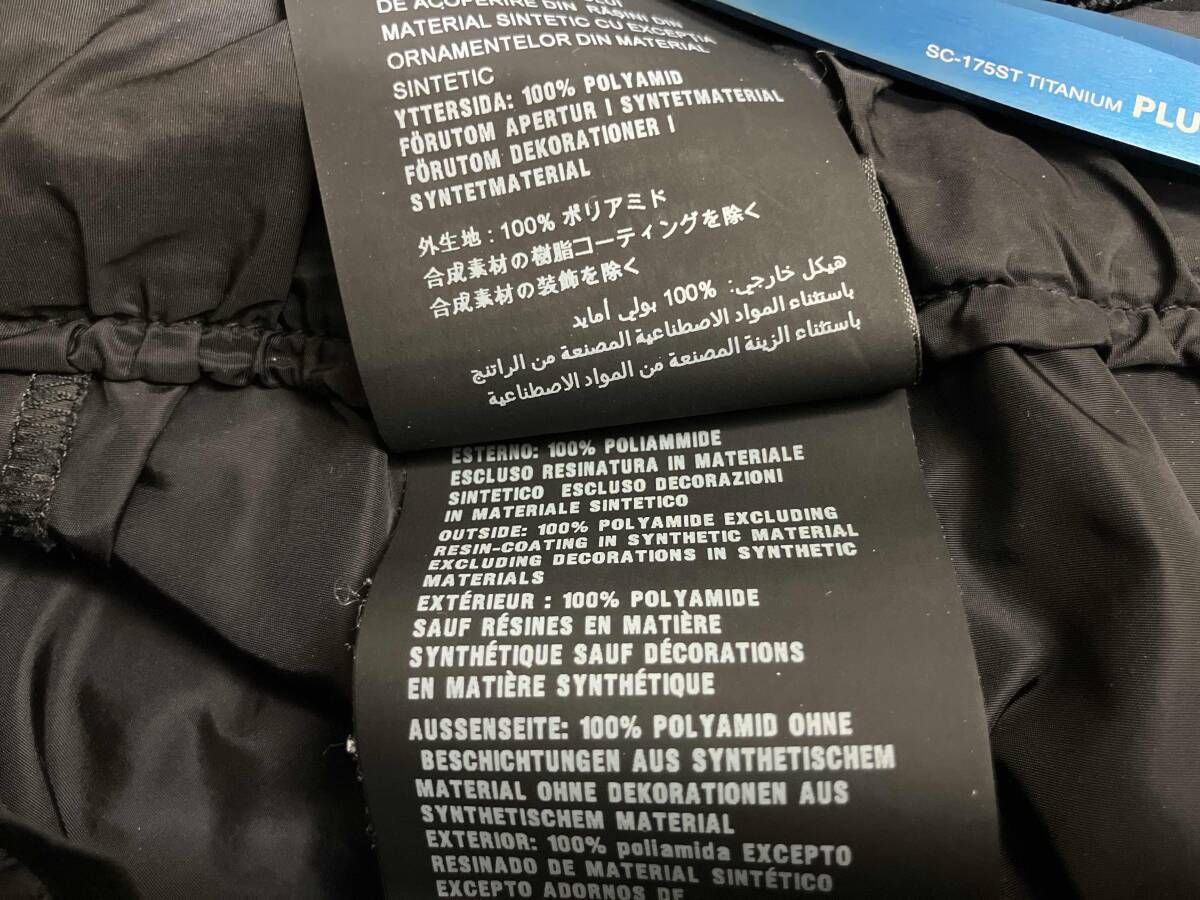 DE ACOPERIRE DIN
MATERIAL SINTETIC CU EXCEPTIA
ORNAMENTELOR DIN MATERIAL
SINTETIC
YTTERSIDA: 100% POLYAMID
FÖRUTOM APERTUR I SYNTETMATERIAL
FÖRUTOM DEKORATIONER I
SYNTETMATERIAL
外生地：100% ポリアミド
合成素材の樹脂コーティングを除く
合成素材の装飾を除く
هيكل خارجي: 100% بولي أمايد
باستثناء المواد الاصطناعية المصنعة من الراتنج
باستثناء الزينة المصنعة من المواد الاصطناعية
SC-175ST TITANIUM PLU
ESTERNO: 100% POLIAMMIDE
ESCLUSO RESINATURA IN MATERIALE
SINTETICO ESCLUSO DECORAZIONI
IN MATERIALE SINTETICO
OUTSIDE: 100% POLYAMIDE EXCLUDING
RESIN-COATING IN SYNTHETIC MATERIAL
EXCLUDING DECORATIONS IN SYNTHETIC
MATERIALS
EXTÉRIEUR : 100% POLYAMIDE
SAUF RÉSINES EN MATIÈRE
SYNTHÉTIQUE SAUF DÉCORATIONS
EN MATIÈRE SYNTHÉTIQUE
AUSSENSEITE: 100% POLYAMID OHNE
BESCHICHTUNGEN AUS SYNTHETISCHEM
MATERIAL OHNE DEKORATIONEN AUS
SYNTHETISCHEM MATERIAL
EXTERIOR: 100% poliamida EXCEPTO
RESINADO DE MATERIAL SINTÉTICO
EXCEPTO ADORNOS DE